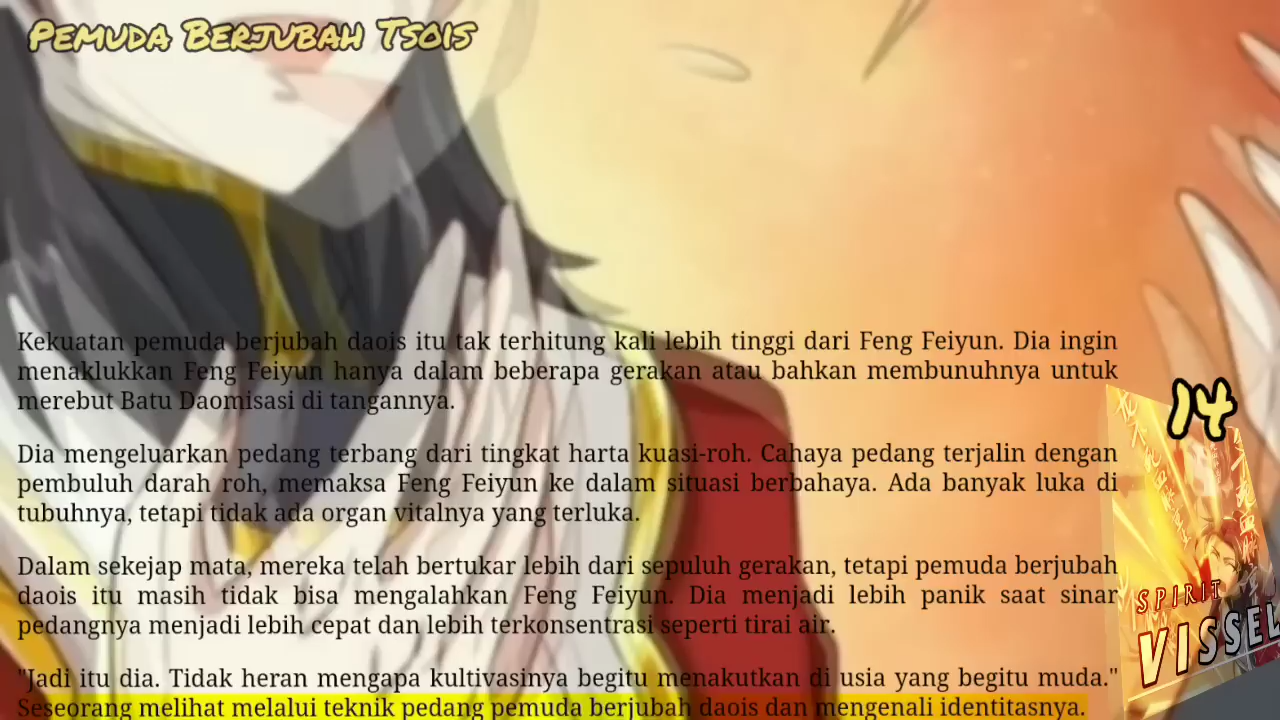 Pemuda Berjubah Tsois
Kekuatan pemuda berjubah daois itu tak terhitung kali lebih tinggi dari Feng Feiyun. Dia ingin
menaklukkan Feng Feiyun hanya dalam beberapa gerakan atau bahkan membunuhnya untuk
merebut Batu Daomisasi di tangannya.
Dia mengeluarkan pedang terbang dari tingkat harta kuasi-roh. Cahaya pedang terjalin dengan
pembuluh darah roh, memaksa Feng Feiyun ke dalam situasi berbahaya. Ada banyak luka di
tubuhnya, tetapi tidak ada organ vitalnya yang terluka.
Dalam sekejap mata, mereka telah bertukar lebih dari sepuluh gerakan, tetapi pemuda berjubah
daois itu masih tidak bisa mengalahkan Feng Feiyun. Dia menjadi lebih panik saat sinar
pedangnya menjadi lebih cepat dan lebih terkonsentrasi seperti tirai air.
"Jadi itu dia. Tidak heran mengapa kultivasinya begitu menakutkan di usia yang begitu muda."
Seseorang melihat melalui teknik pedang pemuda berjubah daois dan mengenali identitasnya.
14
SPIRIT
VISSEL